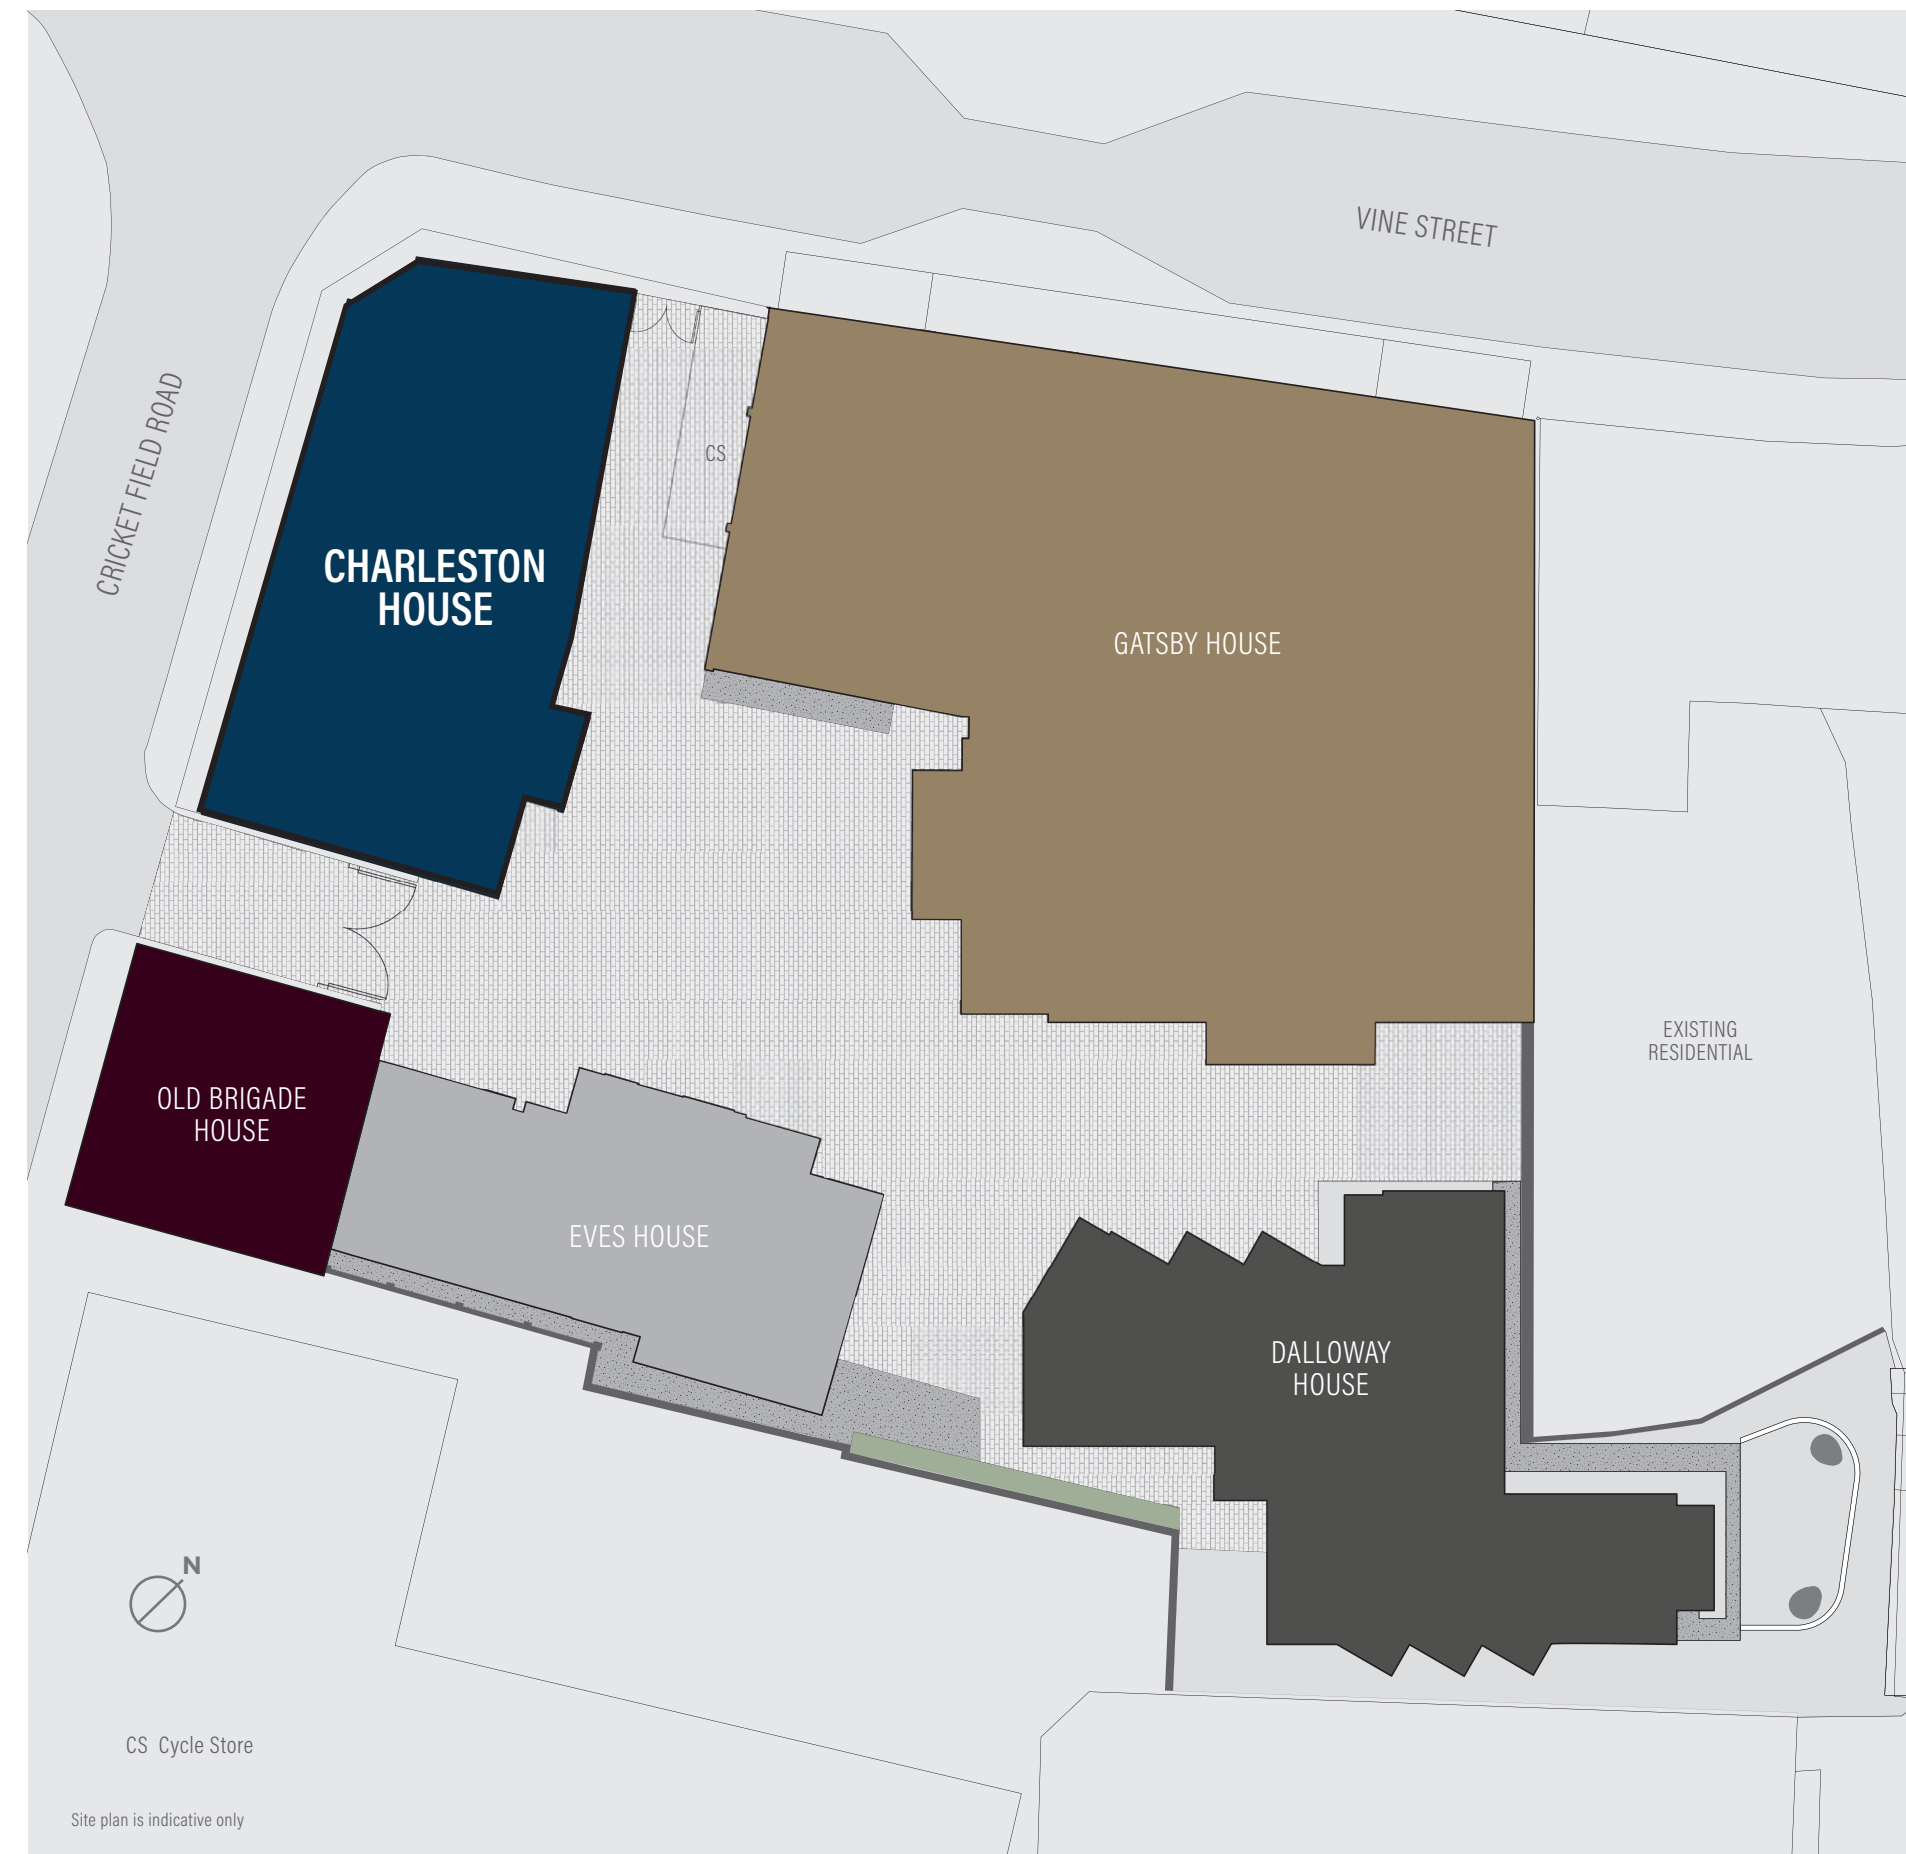 VINE STREET
CRICKET FIELD ROAD
CS
CHARLESTON
HOUSE
GATSBY HOUSE
EXISTING
RESIDENTIAL
OLD BRIGADE
HOUSE
EVES HOUSE
DALLOWAY
HOUSE
N
CS Cycle Store
Site plan is indicative only